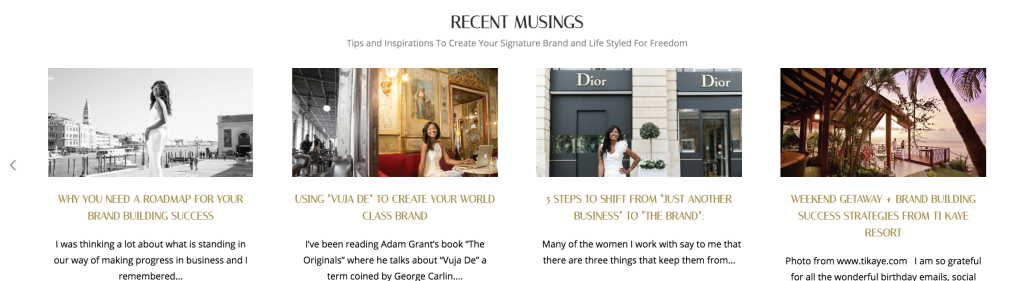 RECENT MUSINGS
Tips and Inspirations To Create Your Signature Brand and Life Styled For Freedom
Dior
Dior
WHY YOU NEED A ROADMAP FOR YOUR
BRAND BUILDING SUCCESS
I was thinking a lot about what is standing in
our way of making progress in business and I
remembered...
USING "VUJA DE" TO CREATE YOUR WORLD
CLASS BRAND
I've been reading Adam Grant's book “The
Originals” where he talks about “Vuja De” a
term coined by George Carlin....
3 STEPS TO SHIFT FROM "JUST ANOTHER
BUSINESS" TO "THE BRAND":
Many of the women I work with say to me that
there are three things that keep them from...
WEEKEND GETAWAY + BRAND BUILDING
SUCCESS STRATEGIES FROM TI KAYE
RESORT
Photo from www.tikaye.com   I am so grateful
for all the wonderful birthday emails, social